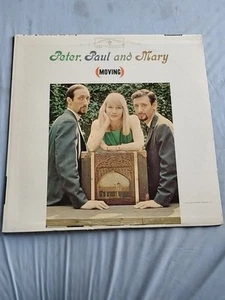 Peter, Paul and Mary
(MOVING)